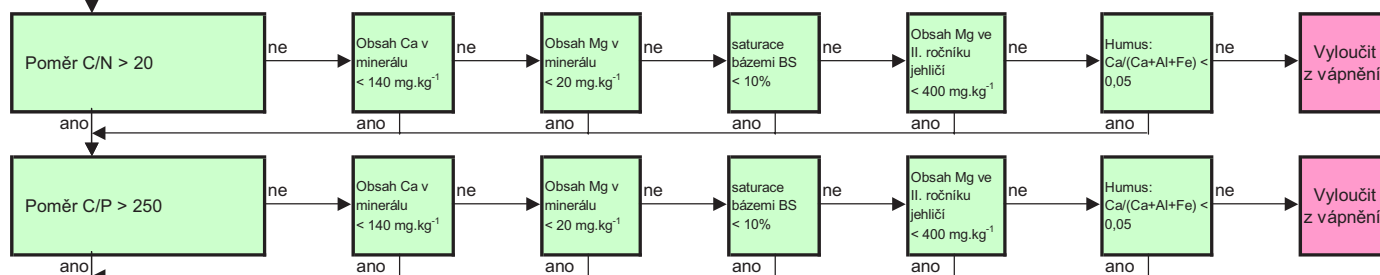 Poměr C/N > 20
ne
Obsah Ca v
minerálu
< 140 mg.kg⁻¹
ne
Obsah Mg v
minerálu
< 20 mg.kg⁻¹
ne
saturace
bázemi BS
< 10%
ne
Obsah Mg ve
II. ročníku
jehličí
< 400 mg.kg⁻¹
ne
Humus:
Ca/(Ca+Al+Fe) <
0,05
ne
Vyloučit
z vápnění
ano
ano
ano
ano
ano
ano
Poměr C/P > 250
ne
Obsah Ca v
minerálu
< 140 mg.kg⁻¹
ne
Obsah Mg v
minerálu
< 20 mg.kg⁻¹
ne
saturace
bázemi BS
< 10%
ne
Obsah Mg ve
II. ročníku
jehličí
< 400 mg.kg⁻¹
ne
Humus:
Ca/(Ca+Al+Fe) <
0,05
ne
Vyloučit
z vápnění
ano
ano
ano
ano
ano
ano